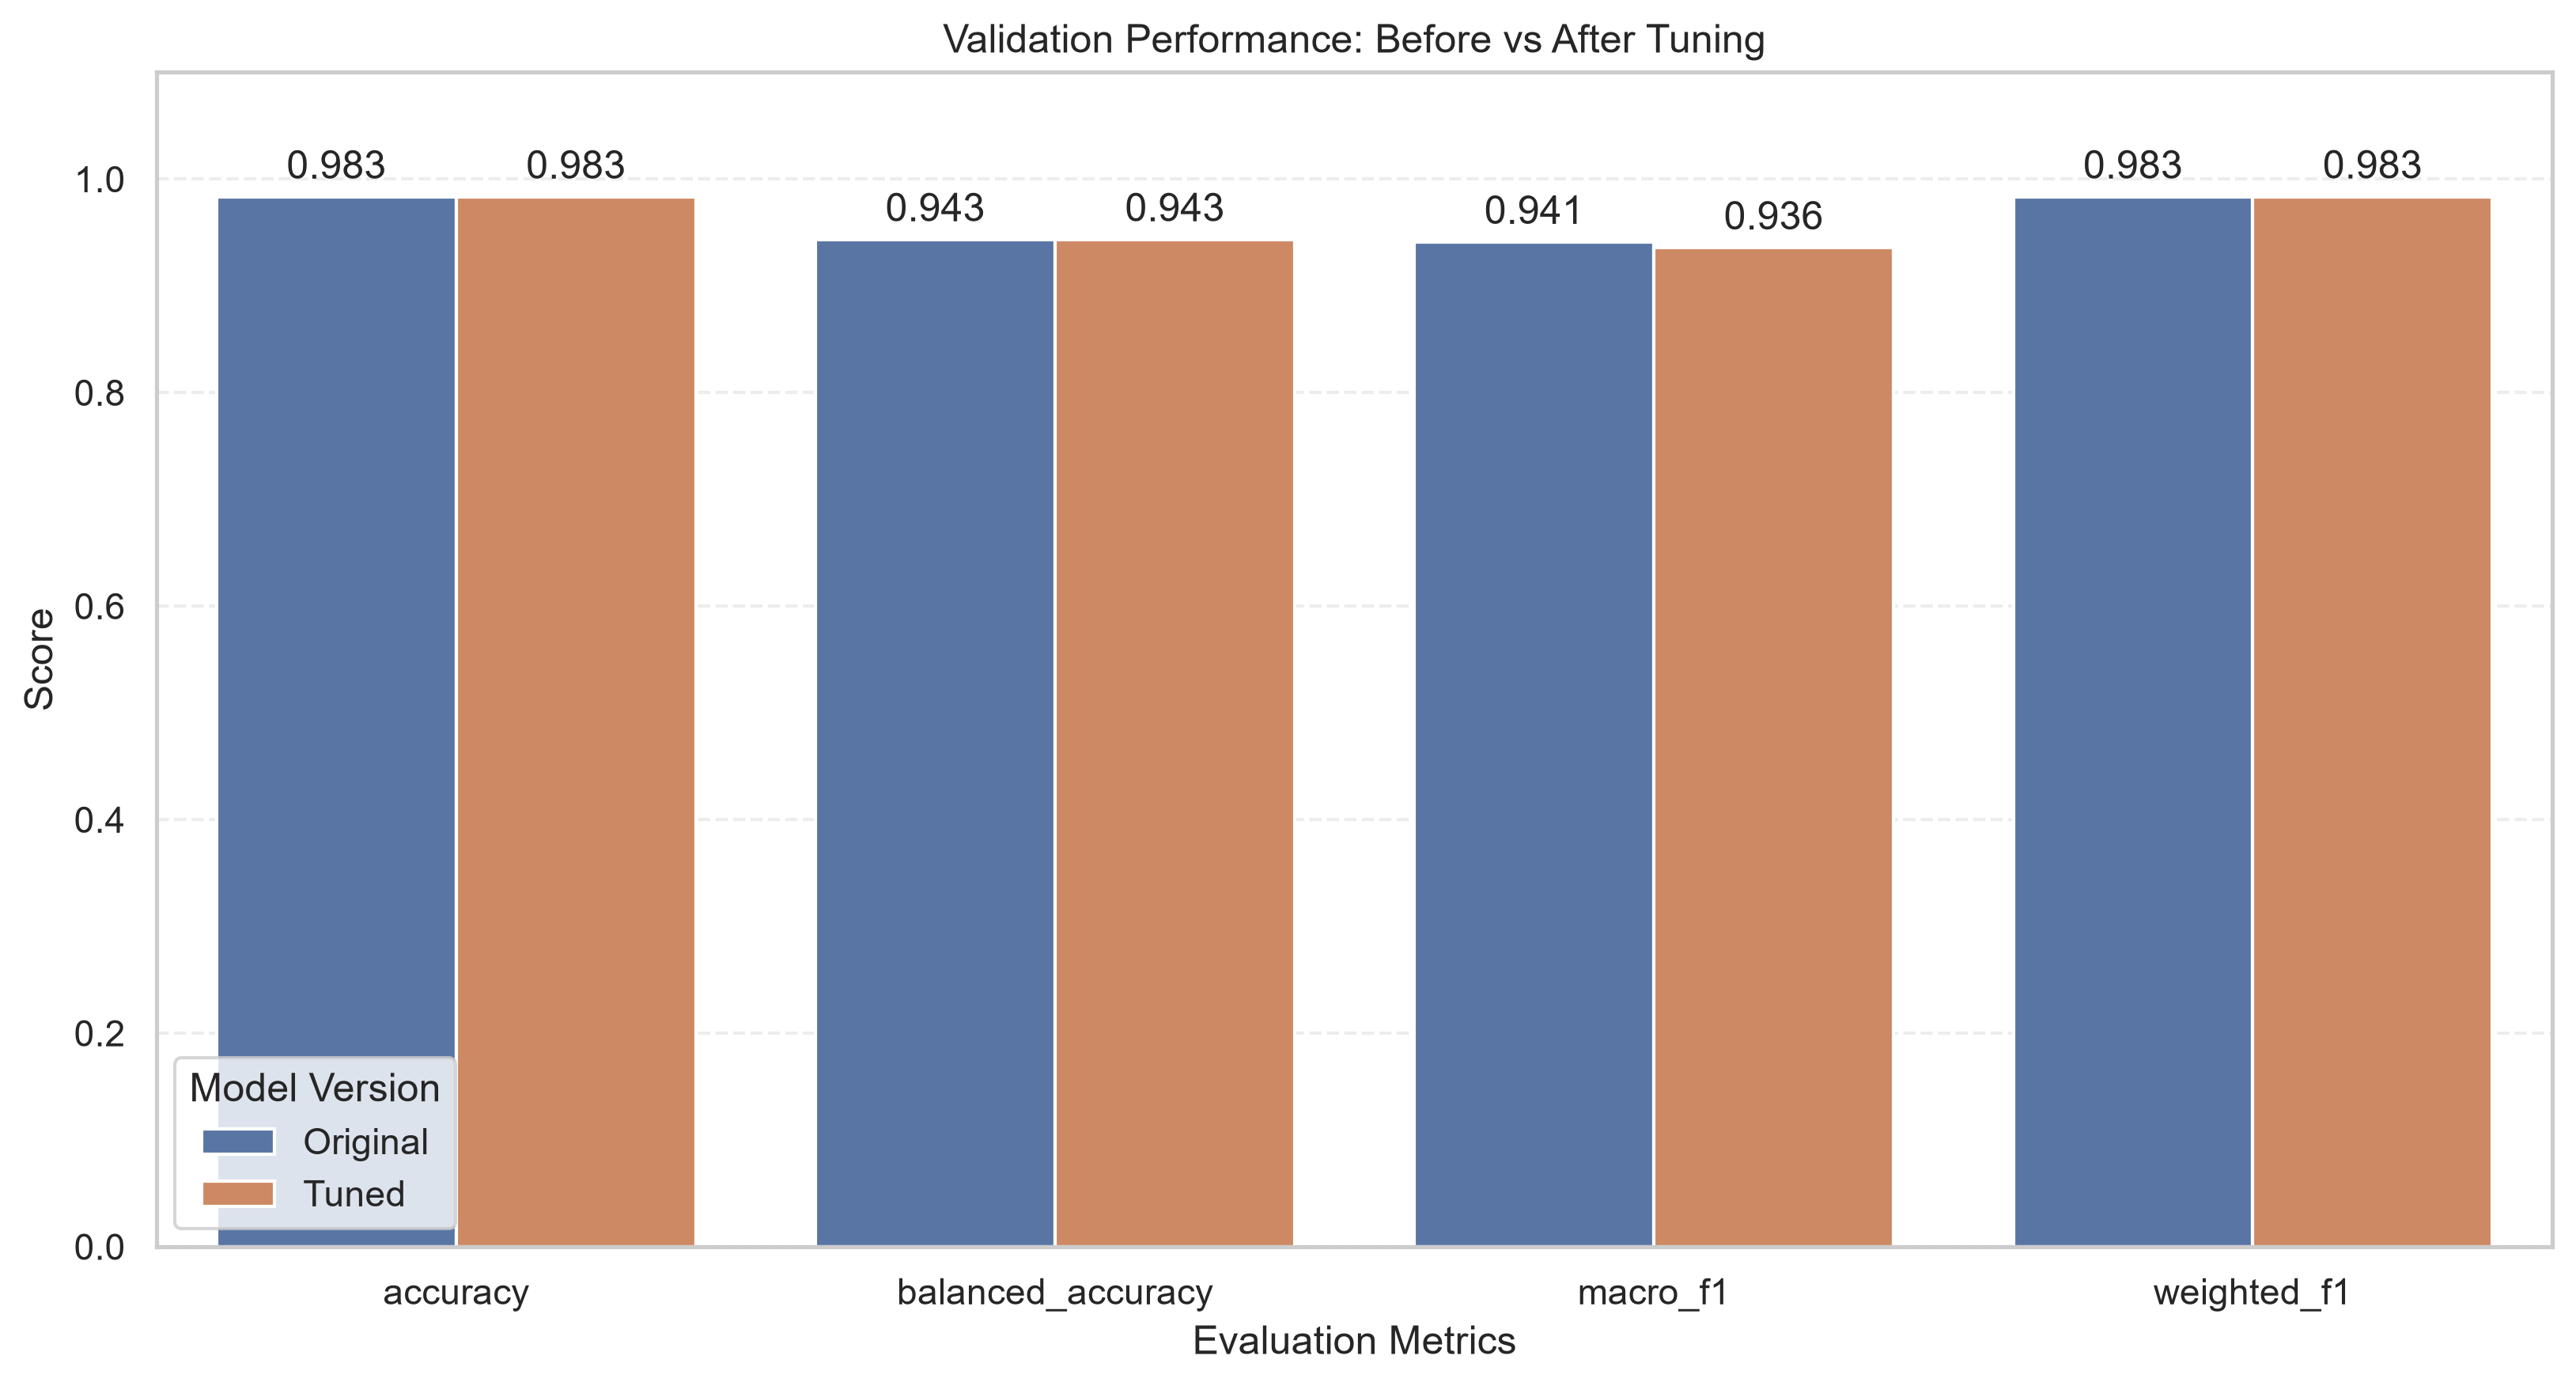 Validation Performance: Before vs After Tuning
0.983 0.983 0.943 0.943 0.941 0.936 0.983 0.983
1.0
0.8
0.6
0.4
0.2
0.0
Score
Model Version
Original
Tuned
accuracy balanced_accuracy macro_f1 weighted_f1
Evaluation Metrics